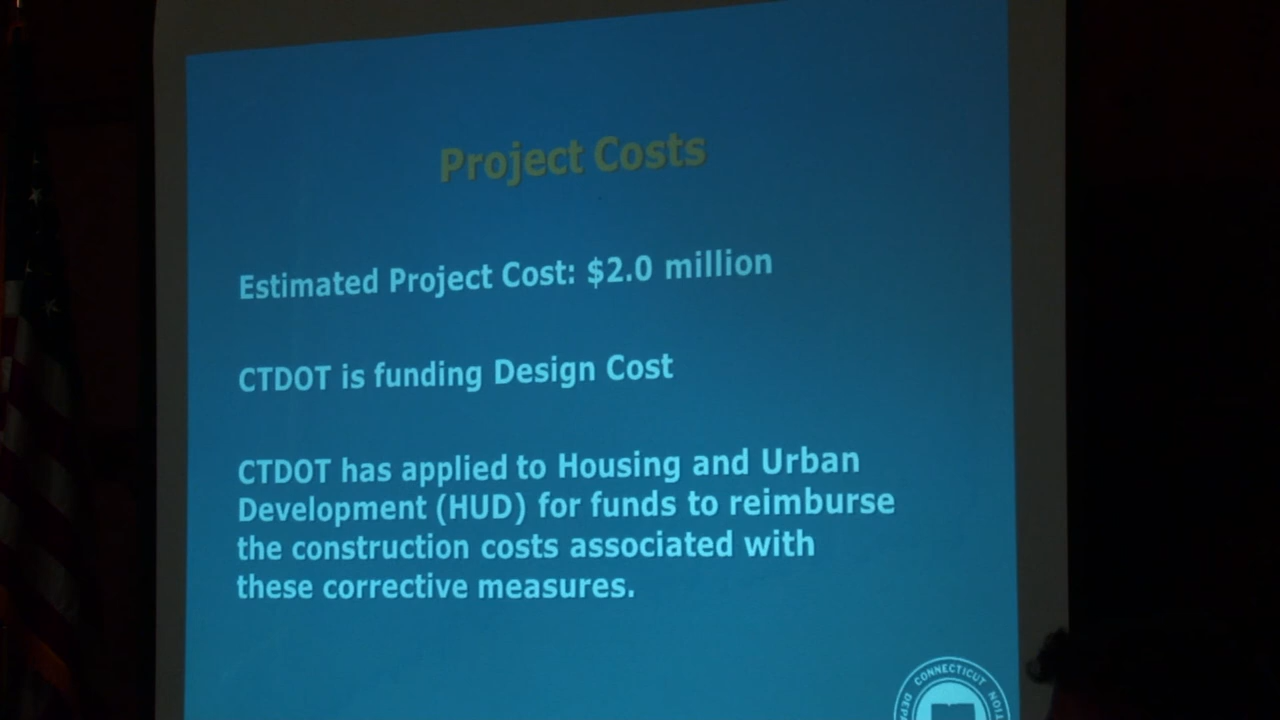 Project Costs
Estimated Project Cost: $2.0 million
CTDOT is funding Design Cost
CTDOT has applied to Housing and Urban
Development (HUD) for funds to reimburse
the construction costs associated with
these corrective measures.
CONNECTICUT